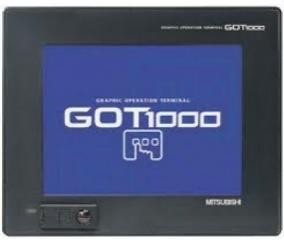 GRAPHIC OPERATION TERMINAL GOT1000
GRAPHIC OPERATION TERMINAL
GOT1000
MITSUBISHI